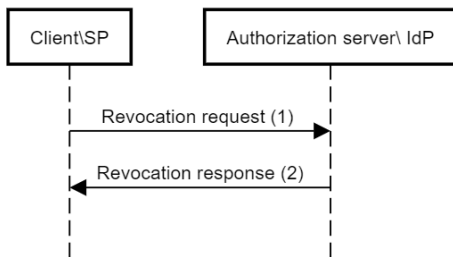 Client\SP
Authorization server\ IdP
Revocation request (1)
Revocation response (2)